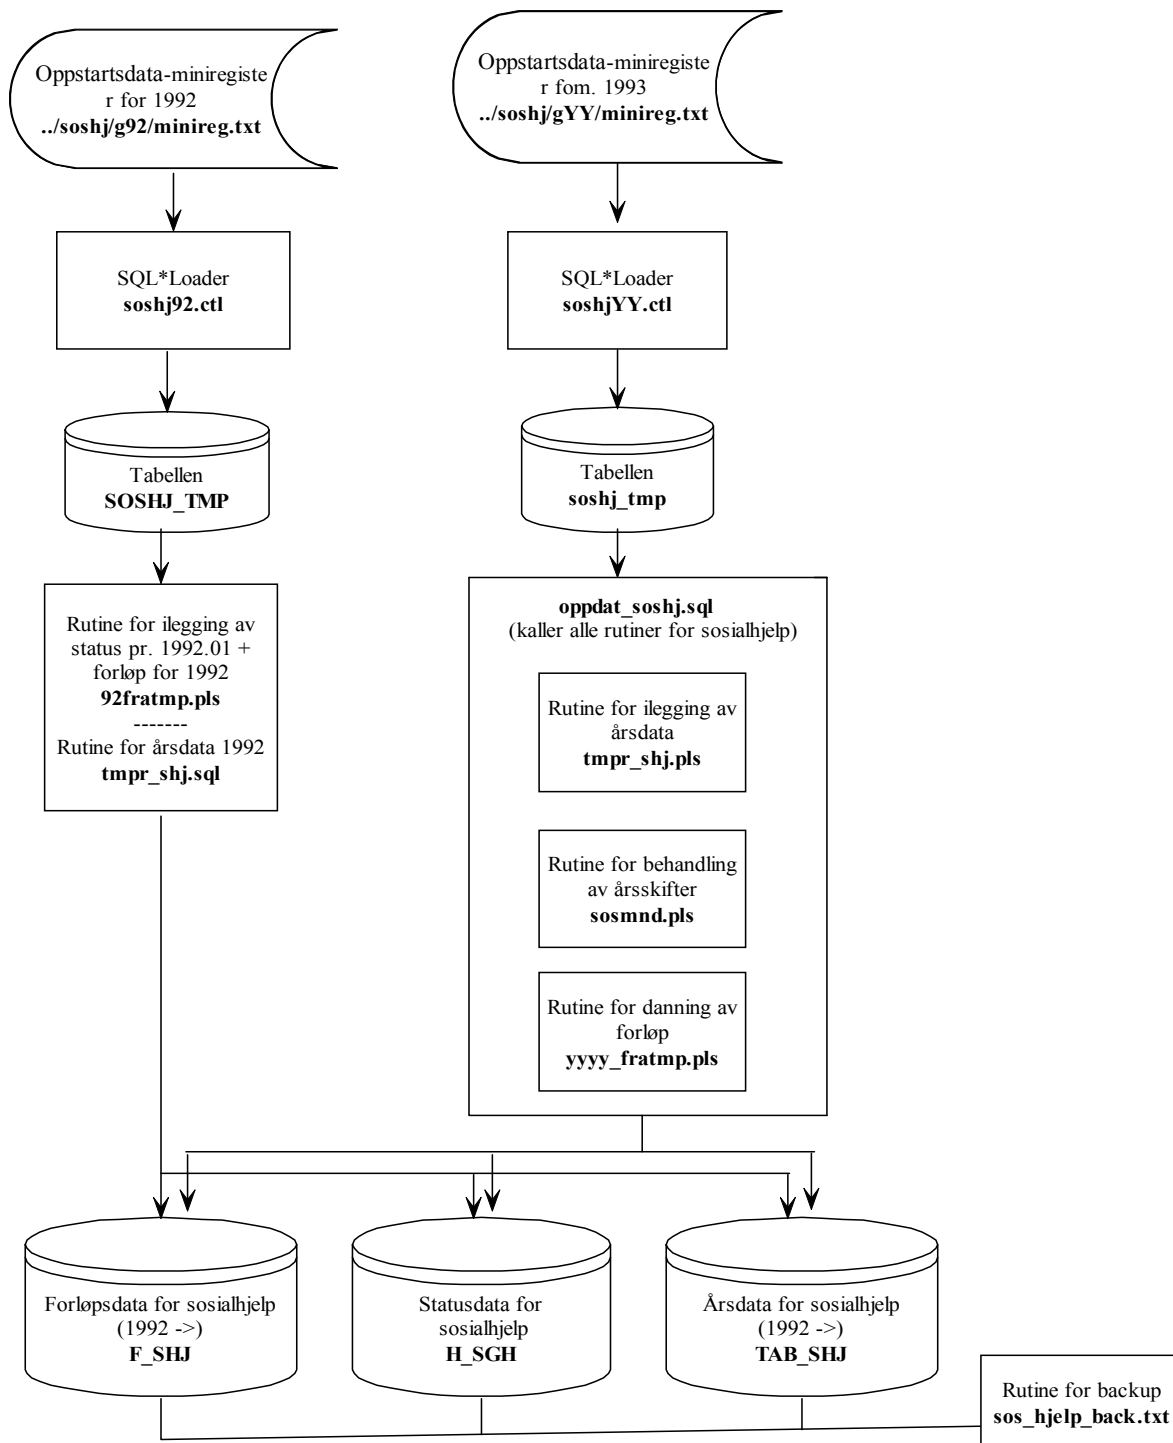 Oppstartsdata-miniregiste
r for 1992
../soshj/g92/minireg.txt
Oppstartsdata-miniregiste
r fom. 1993
../soshj/gYY/minireg.txt
SQL*Loader
soshj92.ctl
SQL*Loader
soshjYY.ctl
Tabellen
SOSHJ_TMP
Tabellen
soshj_tmp
Rutine for ilegging av
status pr. 1992.01 +
forløp for 1992
92fratmp.pls
-------
Rutine for årsdata 1992
tmpr_shj.sql
oppdat_soshj.sql
(kaller alle rutiner for sosialhjelp)
Rutine for ilegging av
årsdata
tmpr_shj.pls
Rutine for behandling
av årsskifter
sosmnd.pls
Rutine for danning av
forløp
yyyy_fratmp.pls
Forløpsdata for sosialhjelp
(1992 ->)
F_SHJ
Statusdata for
sosialhjelp
H_SGH
Årsdata for sosialhjelp
(1992 ->)
TAB_SHJ
Rutine for backup
sos_hjelp_back.txt